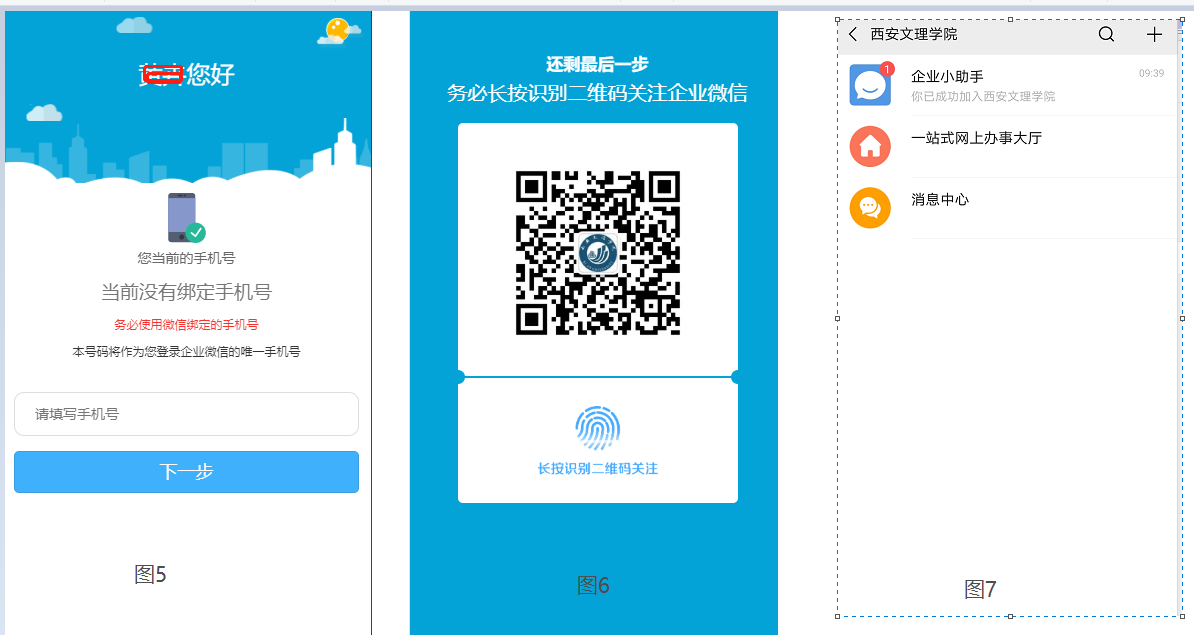 您好
您当前的手机号
当前没有绑定手机号
务必使用微信绑定的手机号
本号码将作为您登录企业微信的唯一手机号
请填写手机号
下一步
图5
还剩最后一步
务必长按识别二维码关注企业微信
长按识别二维码关注
图6
西安文理学院
1
企业小助手
09:39
你已成功加入西安文理学院
一站式网上办事大厅
消息中心
图7